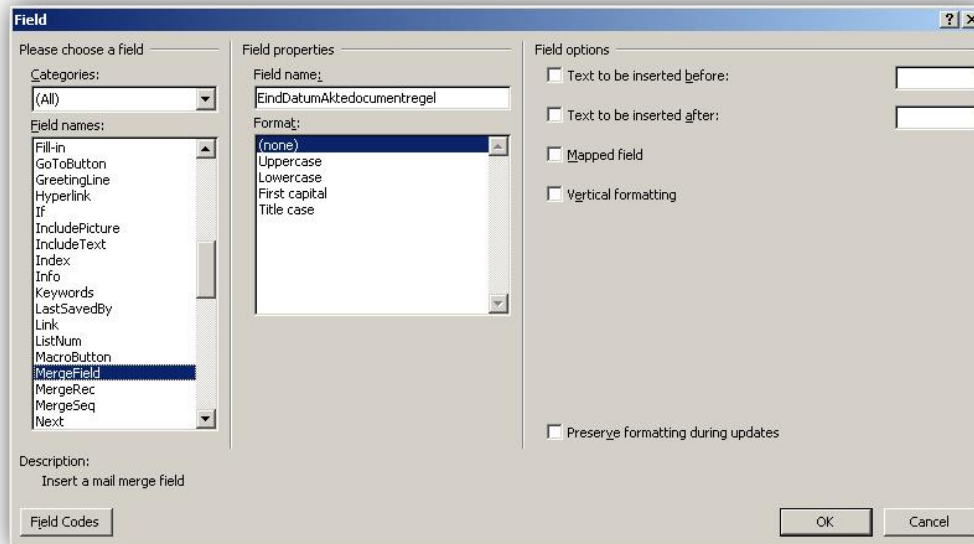 Field
Please choose a field
Categories:
(All)
Field names:
Fill-in
GoToButton
GreetingLine
Hyperlink
If
IncludePicture
IncludeText
Index
Info
Keywords
LastSavedBy
Link
ListNum
MacroButton
MergeField
MergeRec
MergeSeq
Next
Field properties
Field name:
EindDatumAktedocumentregel
Format:
(none)
Uppercase
Lowercase
First capital
Title case
Field options
Text to be inserted before:
Text to be inserted after:
Mapped field
Vertical formatting
Preserve formatting during updates
Description:
Insert a mail merge field
Field Codes
OK
Cancel